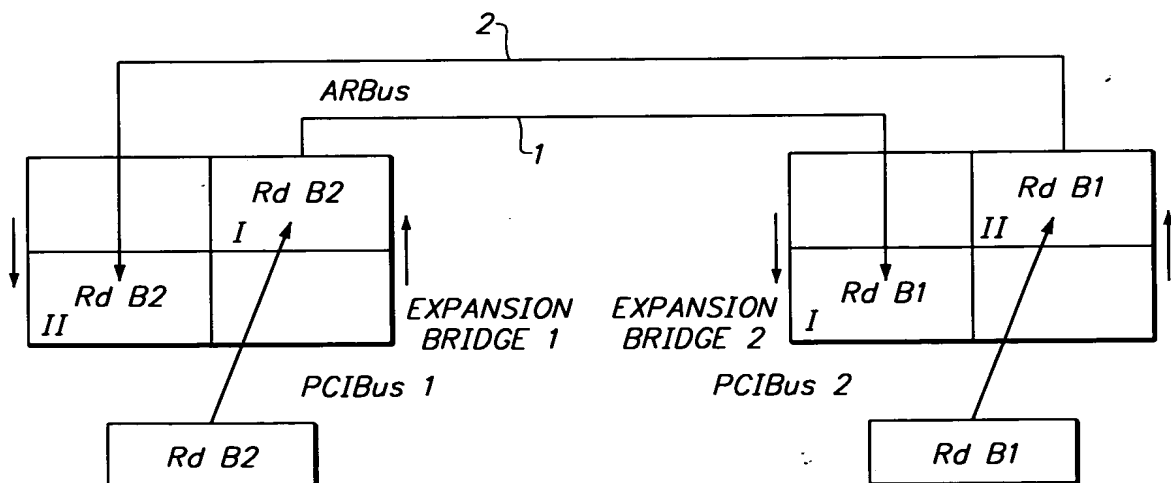 2
ARBus
1
Rd B2
I
Rd B2
II
EXPANSION
BRIDGE 1
PCIBus 1
Rd B2
Rd B1
II
Rd B1
I
EXPANSION
BRIDGE 2
PCIBus 2
Rd B1